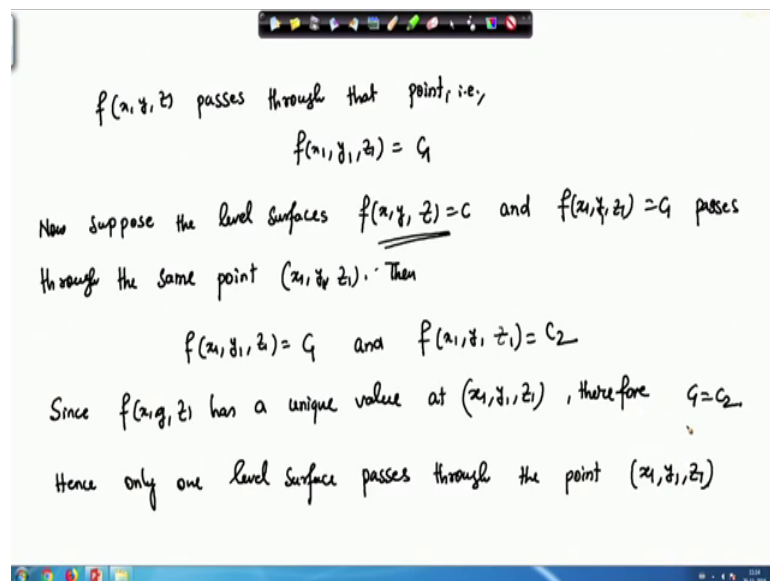 f(x, y, z) passes through that point, i.e.,
f(x₁, y₁, z₁) = C₁
Now suppose the level surfaces f(x, y, z) = C and f(x₁, y, z₁) = C₁ passes
through the same point (x₁, y₁, z₁). Then
f(x₁, y₁, z₁) = C₁ and f(x₁, y₁, z₁) = C₂
Since f(x, y, z) has a unique value at (x₁, y₁, z₁), therefore C₁ = C₂.
Hence only one level surface passes through the point (x₁, y₁, z₁)